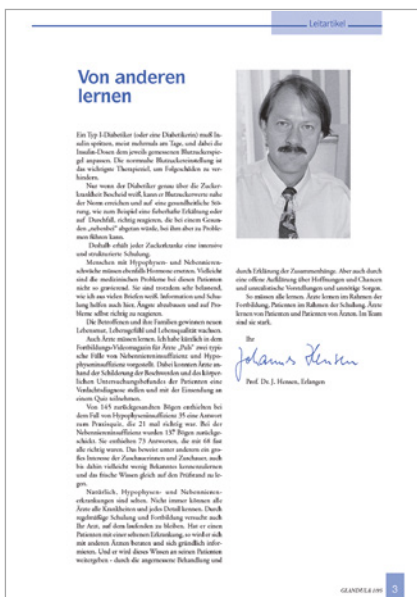 Leitartikel
Von anderen
lernen
Ein Typ I-Diabetiker (oder eine Diabetikerin) muß In-
sulin spritzen, meist mehrmals am Tage, und dabei die
Insulin-Dosen dem jeweils gemessenen Blutzuckerspie-
gel anpassen. Die normnahe Blutzuckereinstellung ist
das wichtigste Therapieziel, um Folgeschäden zu ver-
hindern.
Nur wenn der Diabetiker genau über die Zucker-
krankheit Bescheid weiß, kann er Blutzuckerwerte nahe
der Norm erreichen und auf eine gesundheitliche Stö-
rung, wie zum Beispiel eine fieberhafte Erkältung oder
auf Durchfall, richtig reagieren, die bei einem Gesun-
den „nebenbei" abgetan würde, bei ihm aber zu Proble-
men führen kann.
Deshalb erhält jeder Zuckerkranke eine intensive
und strukturierte Schulung.
Menschen mit Hypophysen- und Nebennieren-
schwäche müssen ebenfalls Hormone ersetzen. Vielleicht
sind die medizinischen Probleme bei diesen Patienten
nicht so gravierend. Sie sind trotzdem sehr belastend,
wie ich aus vielen Briefen weiß. Information und Schu-
lung helfen auch hier, Ängste abzubauen und auf Pro-
bleme selbst richtig zu reagieren.
Die Betroffenen und ihre Familien gewinnen neuen
Lebensmut, Lebensgefühl und Lebensqualität wachsen.
Auch Ärzte müssen lernen. Ich habe kürzlich in dem
Fortbildungs-Videomagazin für Ärzte „Puls" zwei typi-
sche Fälle von Nebenniereninsuffizienz und Hypo-
physeninsuffizienz vorgestellt. Dabei konnten Ärzte an-
hand der Schilderung der Beschwerden und des körper-
lichen Untersuchungsbefundes der Patienten eine
Verdachtsdiagnose stellen und mit der Einsendung an
einem Quiz teilnehmen.
Von 145 zurückgesandten Bögen enthielten bei
dem Fall von Hypophyseninsuffizienz 35 eine Antwort
zum Praxisquiz, die 21 mal richtig war. Bei der
Nebenniereninsuffizienz wurden 137 Bögen zurückge-
schickt. Sie enthielten 73 Antworten, die mit 68 fast
alle richtig waren. Das beweist unter anderem ein gro-
ßes Interesse der Zuschauerinnen und Zuschauer, auch
bis dahin vielleicht wenig Bekanntes kennenzulernen
und das frische Wissen gleich auf den Prüfstand zu le-
gen.
Natürlich, Hypophysen- und Nebennieren-
erkrankungen sind selten. Nicht immer können alle
Ärzte alle Krankheiten und jedes Detail kennen. Durch
regelmäßige Schulung und Fortbildung versucht auch
Ihr Arzt, auf dem laufenden zu bleiben. Hat er einen
Patienten mit einer seltenen Erkrankung, so wird er sich
mit anderen Ärzten beraten und sich gründlich infor-
mieren. Und er wird dieses Wissen an seinen Patienten
weitergeben - durch die angemessene Behandlung und
durch Erklärung der Zusammenhänge. Aber auch durch
eine offene Aufklärung über Hoffnungen und Chancen
und unrealistische Vorstellungen und unnötige Sorgen.
So müssen alle lernen. Ärzte lernen im Rahmen der
Fortbildung, Patienten im Rahmen der Schulung. Ärzte
lernen von Patienten und Patienten von Ärzten. Im Team
sind sie stark.
Ihr
Johannes Hensen
Prof. Dr. J. Hensen, Erlangen
GLANDULA 1/95 3